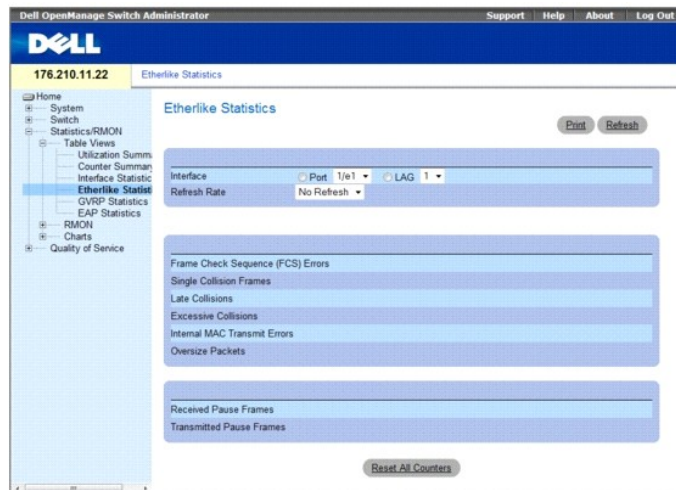 Dell OpenManage Switch Administrator Support Help About Log Out
DELL
176.210.11.22 Etherlike Statistics
Home
System
Switch
Statistics/RMON
Table Views
Utilization Summa
Counter Summary
Interface Statistic
Etherlike Statisti
GVRP Statistics
EAP Statistics
RMON
Charts
Quality of Service
Etherlike Statistics
Print Refresh
Interface Port 1/e1 LAG 1
Refresh Rate No Refresh
Frame Check Sequence (FCS) Errors
Single Collision Frames
Late Collisions
Excessive Collisions
Internal MAC Transmit Errors
Oversize Packets
Received Pause Frames
Transmitted Pause Frames
Reset All Counters